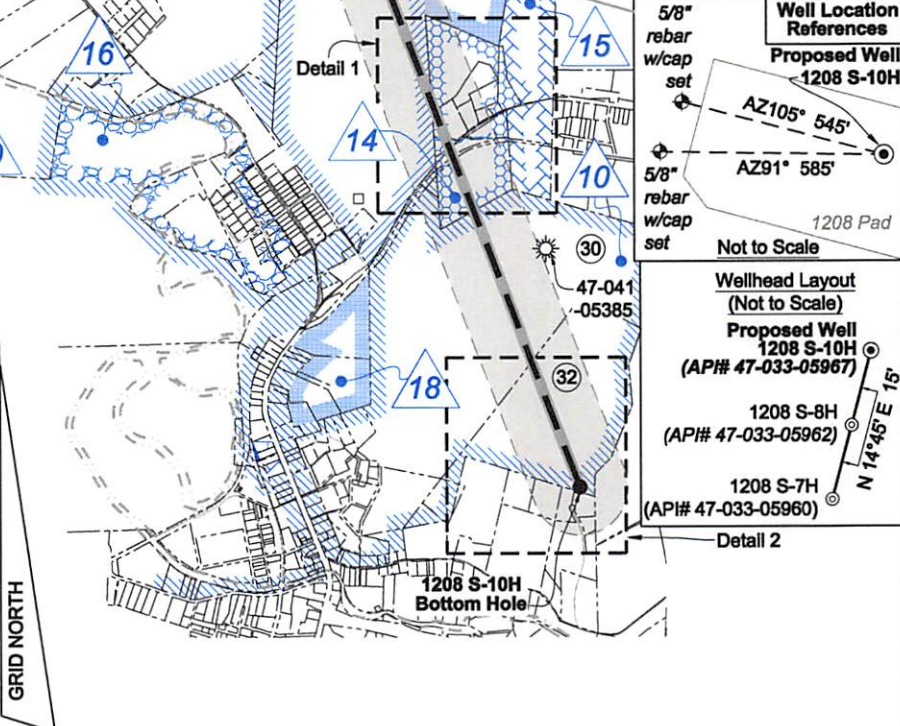 16
Detail 1
14
15
10
30
47-041
-05385
18
32
Detail 2
1208 S-10H
Bottom Hole
GRID NORTH
5/8"
rebar
w/cap
set
Well Location
References
Proposed Well
1208 S-10H
AZ105° 545'
AZ91° 585'
5/8"
rebar
w/cap
set
1208 Pad
Not to Scale
Wellhead Layout
(Not to Scale)
Proposed Well
1208 S-10H
(API# 47-033-05967)
1208 S-8H
(API# 47-033-05962)
1208 S-7H
(API# 47-033-05960)
N 14°45' E 15'